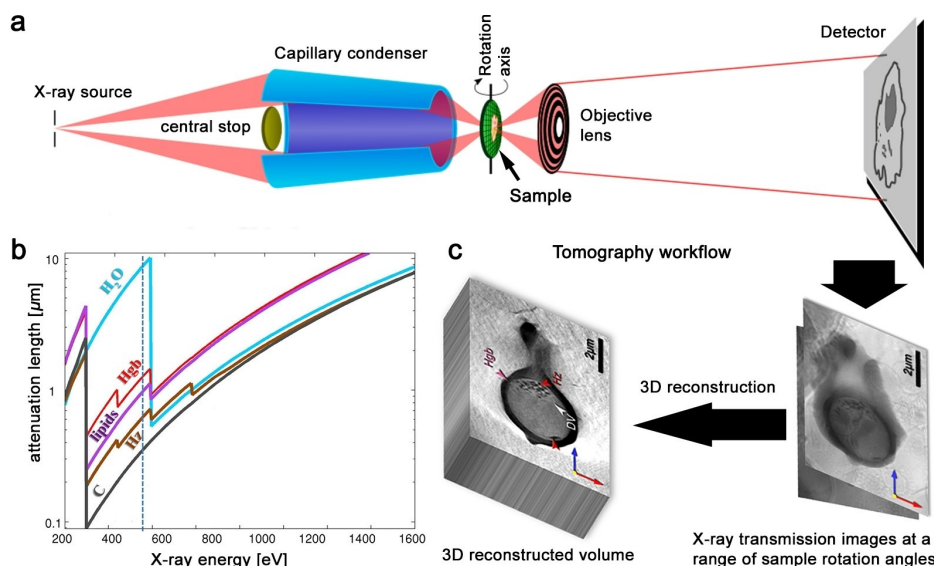 a
Capillary condenser
X-ray source
central stop
Rotation
axis
Sample
Objective
lens
Detector
b
attenuation length [µm]
10
1
0.1
H₂O
Hgb
lipids
Hz
C
200 400 600 800 1000 1200 1400 1600
X-ray energy [eV]
c
Tomography workflow
2µm
Hgb
Hz
DV
3D reconstruction
2µm
3D reconstructed volume
X-ray transmission images at a
range of sample rotation angles